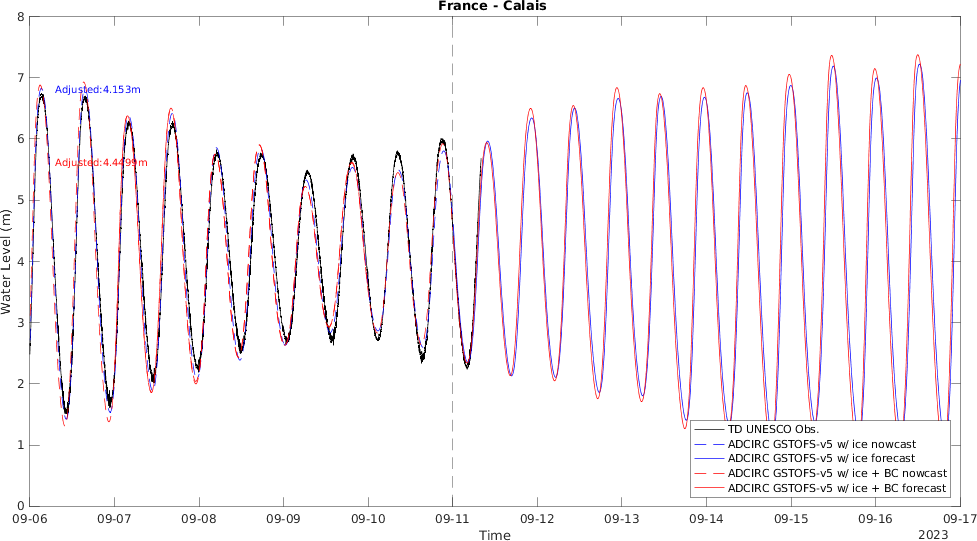 France - Calais
8
7
6
5
4
3
2
1
0
Water Level (m)
Adjusted:4.153m
Adjusted:4.4499m
TD UNESCO Obs.
ADCIRC GSTOFS-v5 w/ ice nowcast
ADCIRC GSTOFS-v5 w/ ice forecast
ADCIRC GSTOFS-v5 w/ ice + BC nowcast
ADCIRC GSTOFS-v5 w/ ice + BC forecast
09-06 09-07 09-08 09-09 09-10 09-11 09-12 09-13 09-14 09-15 09-16 09-17
Time
2023